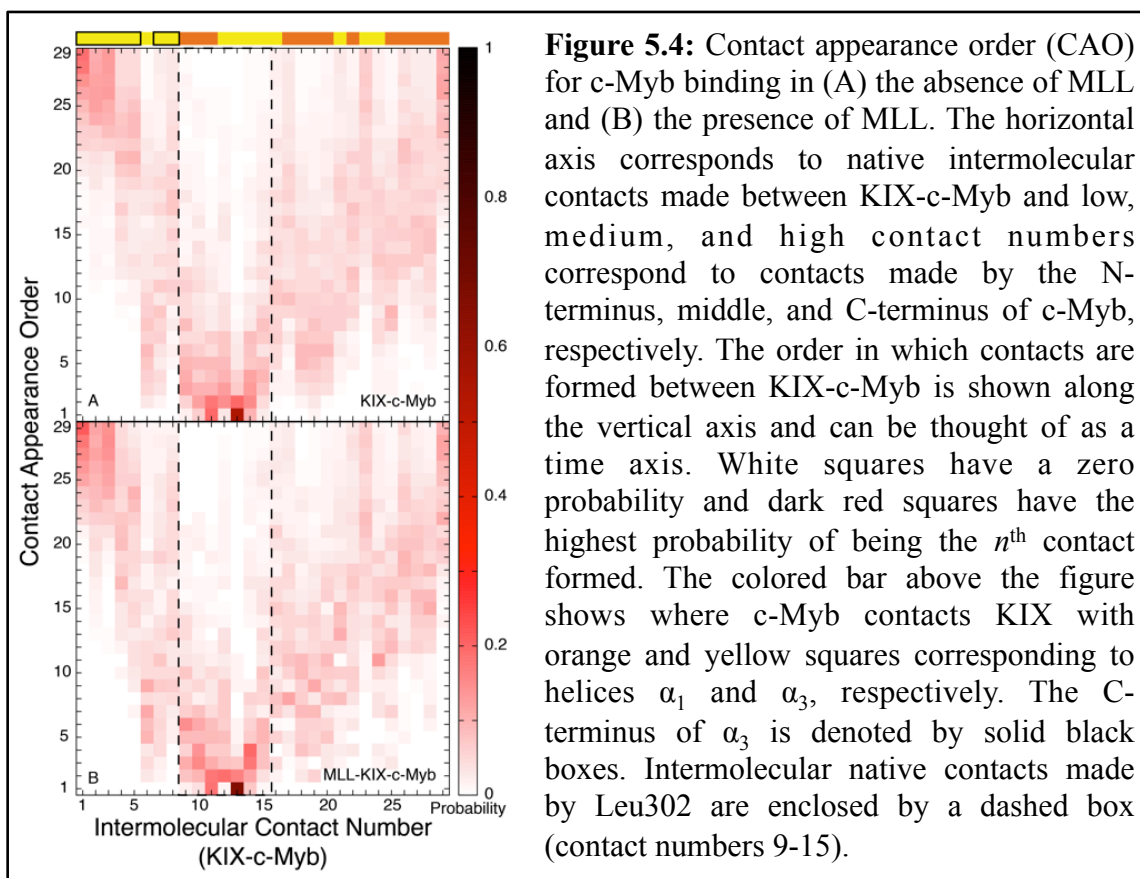 29
25
20
15
10
5
1
A
KIX-c-Myb
29
25
20
15
10
5
1
B
MLL-KIX-c-Myb
1
5
10
15
20
25
Contact Appearance Order
Intermolecular Contact Number
(KIX-c-Myb)
1
0.8
0.6
0.4
0.2
0
Probability
Figure 5.4: Contact appearance order (CAO)
for c-Myb binding in (A) the absence of MLL
and (B) the presence of MLL. The horizontal
axis corresponds to native intermolecular
contacts made between KIX-c-Myb and low,
medium, and high contact numbers
correspond to contacts made by the N-
terminus, middle, and C-terminus of c-Myb,
respectively. The order in which contacts are
formed between KIX-c-Myb is shown along
the vertical axis and can be thought of as a
time axis. White squares have a zero
probability and dark red squares have the
highest probability of being the nth contact
formed. The colored bar above the figure
shows where c-Myb contacts KIX with
orange and yellow squares corresponding to
helices α1 and α3, respectively. The C-
terminus of α3 is denoted by solid black
boxes. Intermolecular native contacts made
by Leu302 are enclosed by a dashed box
(contact numbers 9-15).